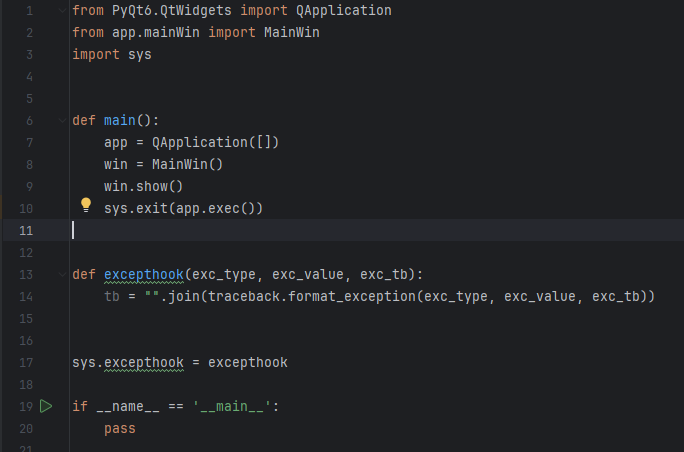 1 from PyQt6.QtWidgets import QApplication
2 from app.mainWin import MainWin
3 import sys
4
5
6 def main():
7     app = QApplication([])
8     win = MainWin()
9     win.show()
10     sys.exit(app.exec())
11
12
13 def excepthook(exc_type, exc_value, exc_tb):
14     tb = "".join(traceback.format_exception(exc_type, exc_value, exc_tb))
15
16
17 sys.excepthook = excepthook
18
19 if __name__ == '__main__':
20     pass
21